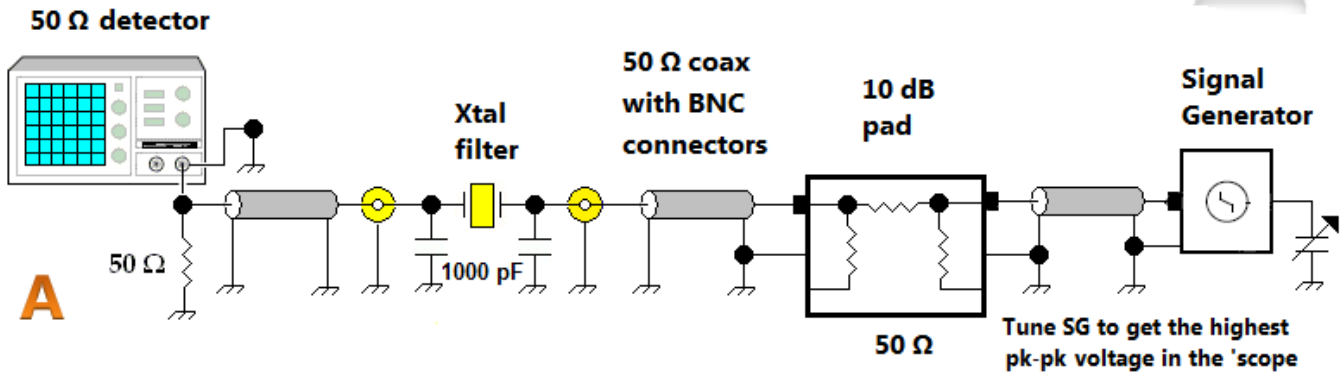 50 Ω detector
50 Ω coax
with BNC
connectors
10 dB
pad
Signal
Generator
Xtal
filter
50 Ω
1000 pF
A
50 Ω
Tune SG to get the highest
pk-pk voltage in the 'scope